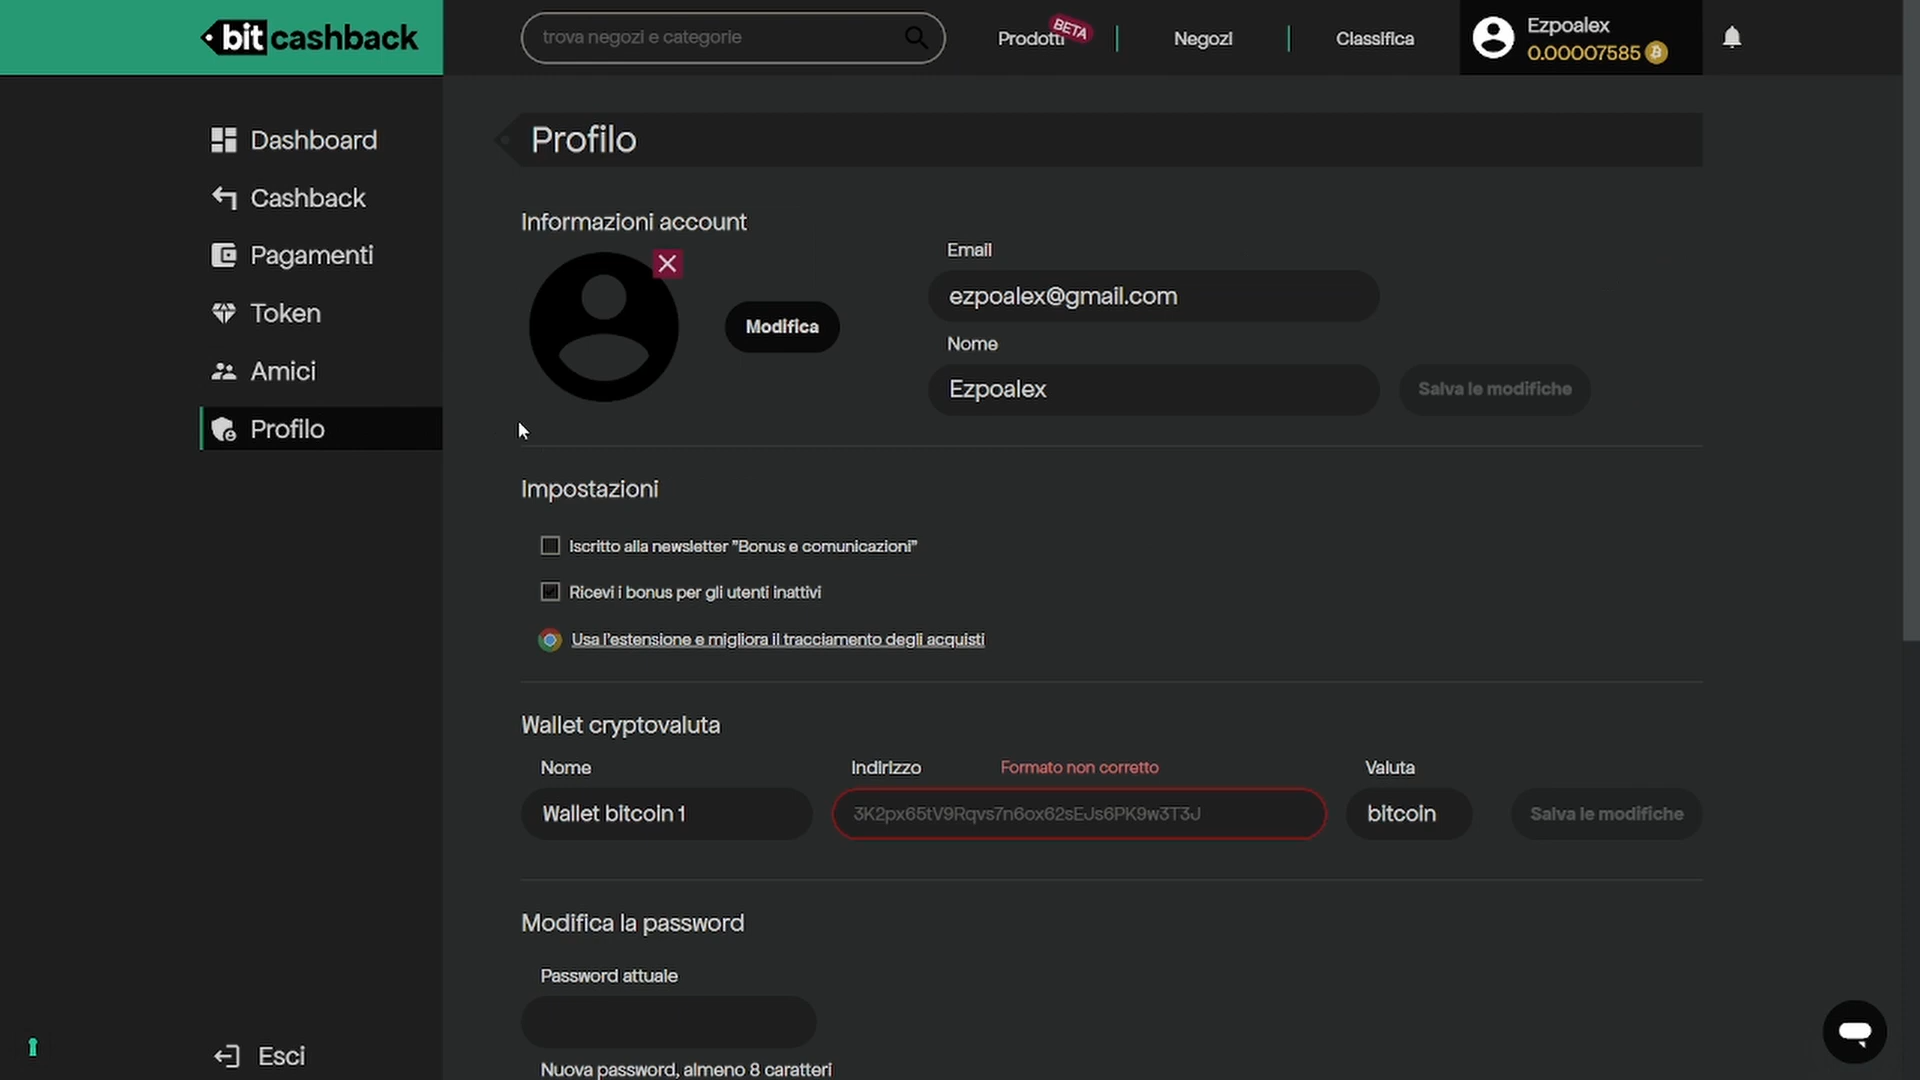 bitcashback
trova negozi e categorie
Prodotti
BETA
Negozi
Classifica
Ezpoalex
0.00007585
Dashboard
Cashback
Pagamenti
Token
Amici
Profilo
Esci
Profilo
Informazioni account
Modifica
Email
ezpoalex@gmail.com
Nome
Ezpoalex
Salva le modifiche
Impostazioni
Iscritto alla newsletter "Bonus e comunicazioni"
Ricevi i bonus per gli utenti inattivi
Usa l'estensione e migliora il tracciamento degli acquisti
Wallet cryptovaluta
Nome
Indirizzo
Formato non corretto
Valuta
Wallet bitcoin 1
3K2px65tV9Rqvs7n6ox62sEJs6PK9w3T3J
bitcoin
Salva le modifiche
Modifica la password
Password attuale
Nuova password, almeno 8 caratteri